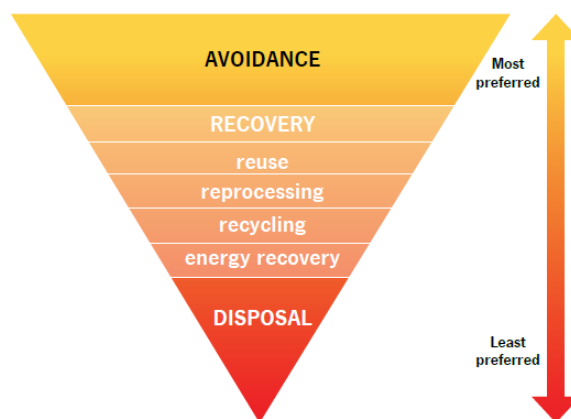 AVOIDANCE
Most
preferred
RECOVERY
reuse
reprocessing
recycling
energy recovery
DISPOSAL
Least
preferred